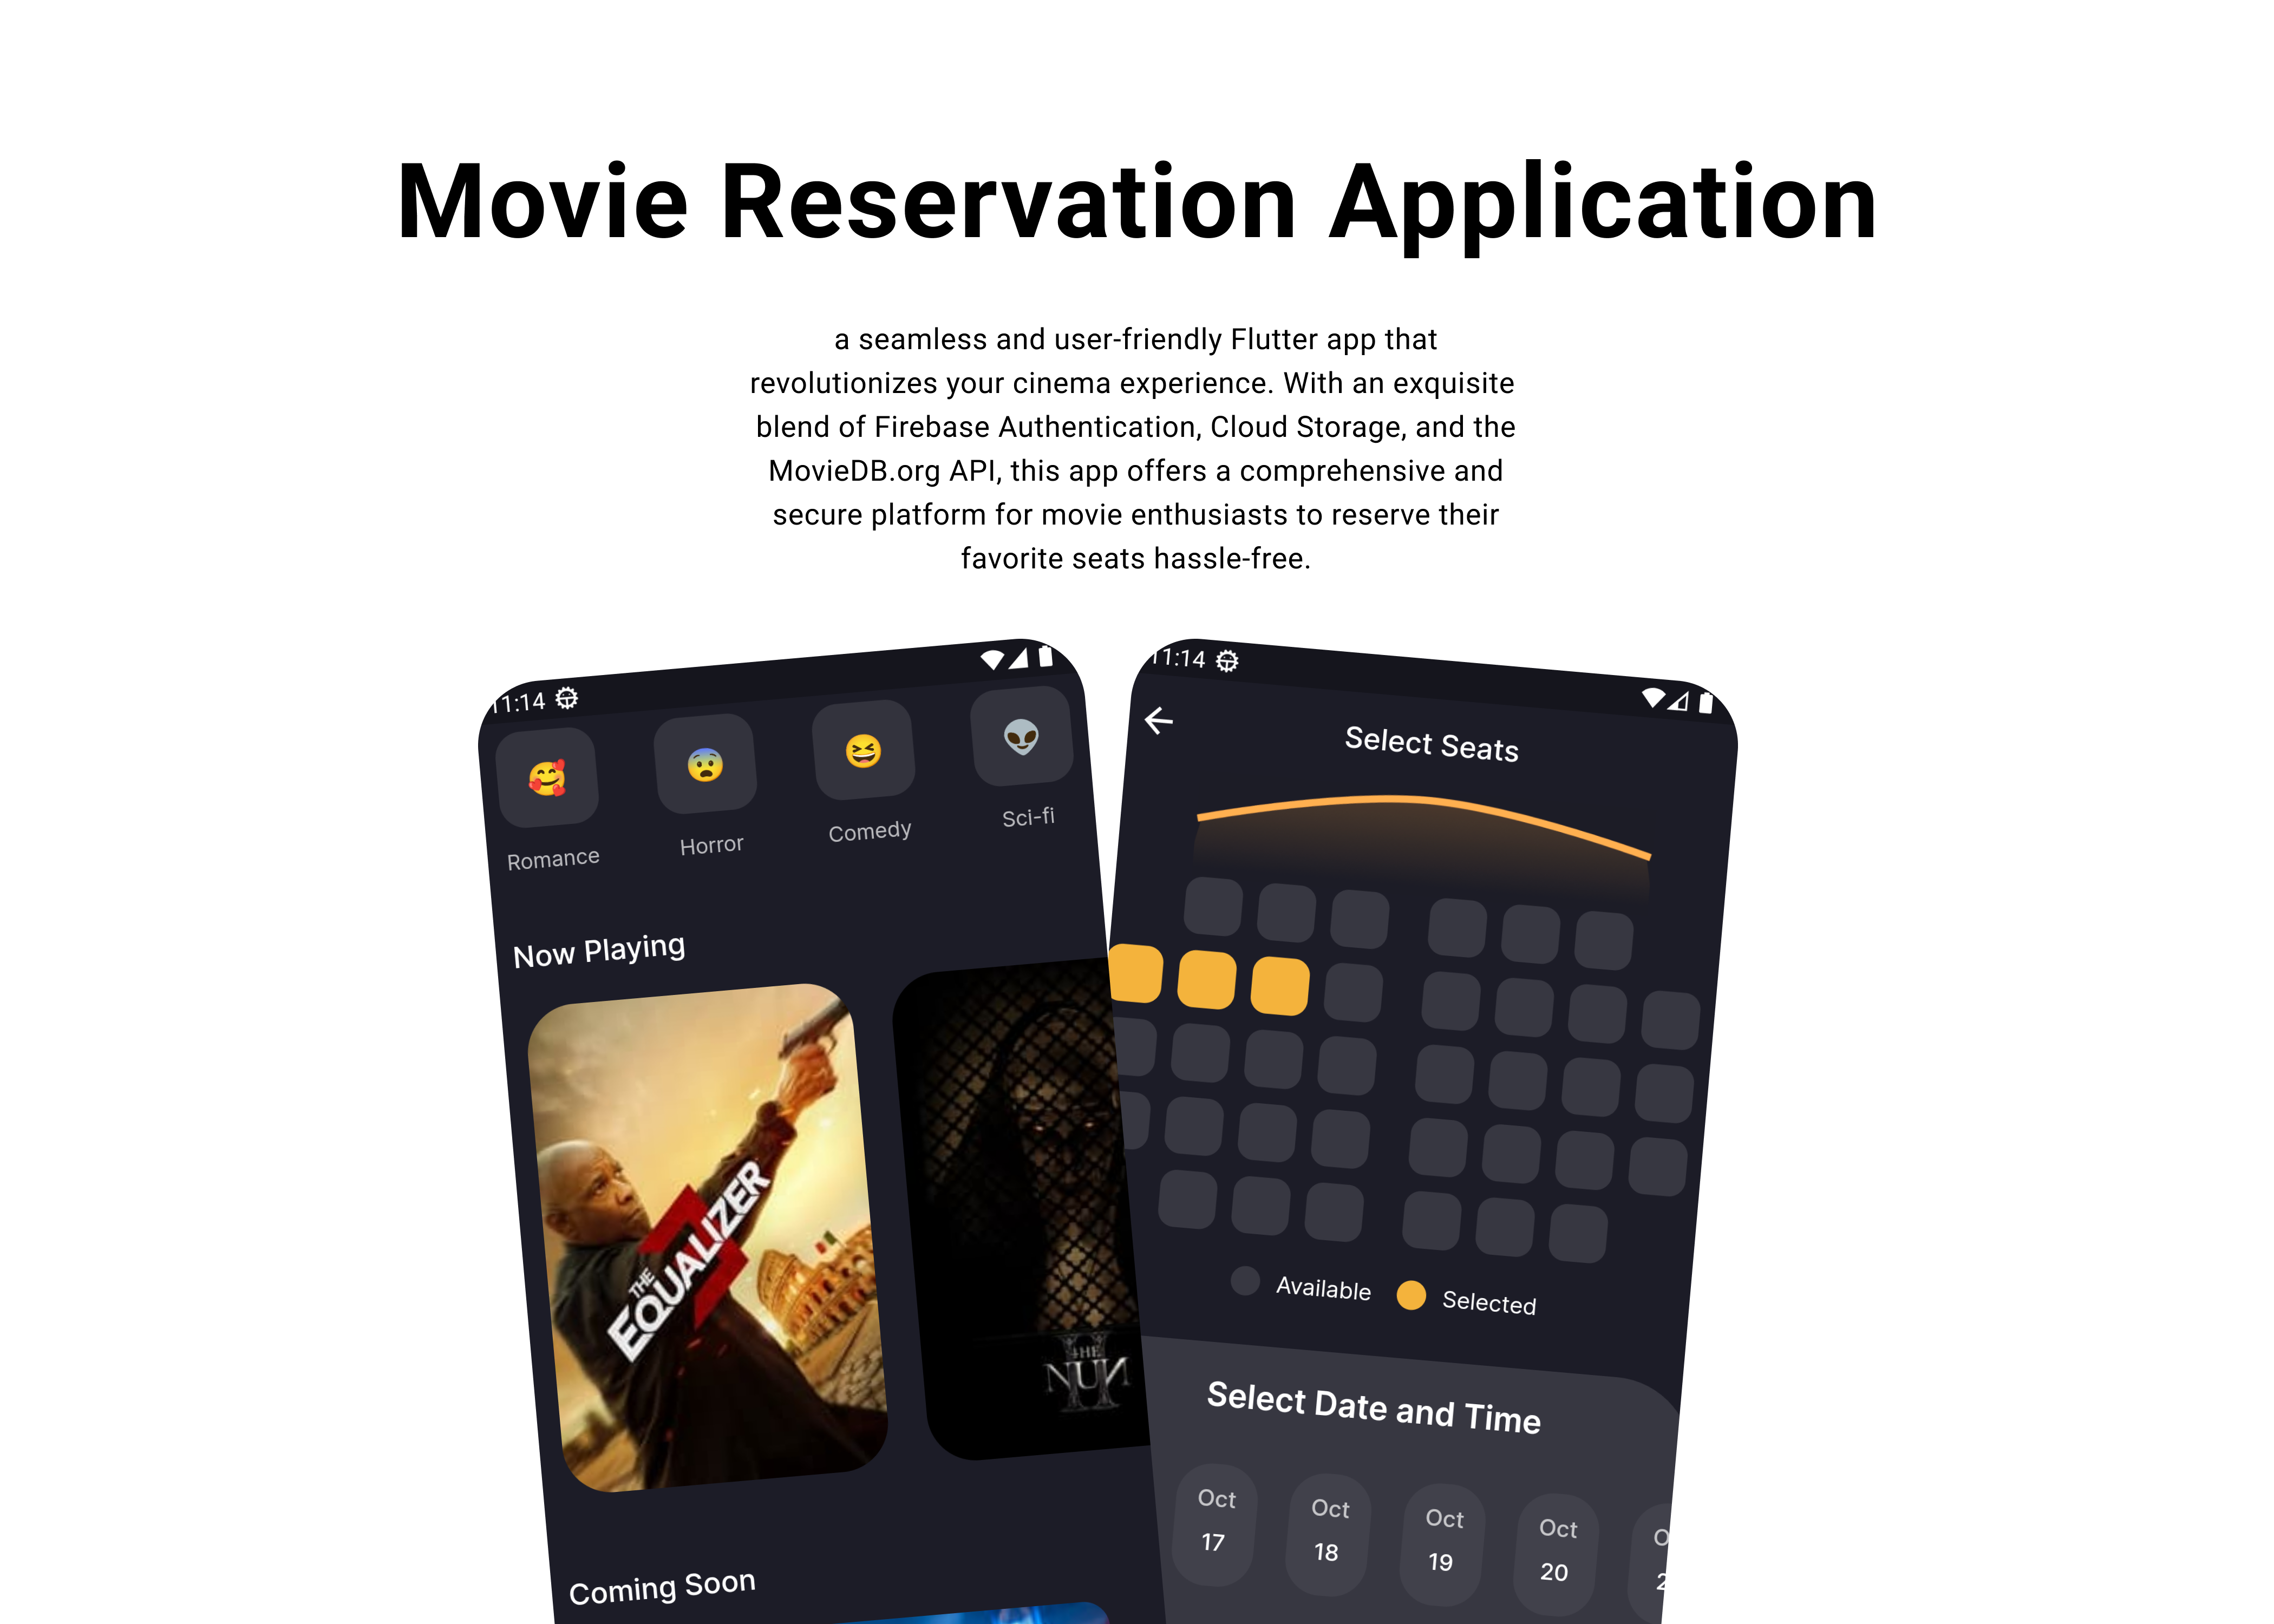 Movie Reservation Application
a seamless and user-friendly Flutter app that
revolutionizes your cinema experience. With an exquisite
blend of Firebase Authentication, Cloud Storage, and the
MovieDB.org API, this app offers a comprehensive and
secure platform for movie enthusiasts to reserve their
favorite seats hassle-free.
11:14
Romance
Horror
Comedy
Sci-fi
Now Playing
THE
EQUALIZER
3
THE
NUN
II
Coming Soon
11:14
Select Seats
Available
Selected
Select Date and Time
Oct
17
Oct
18
Oct
19
Oct
20